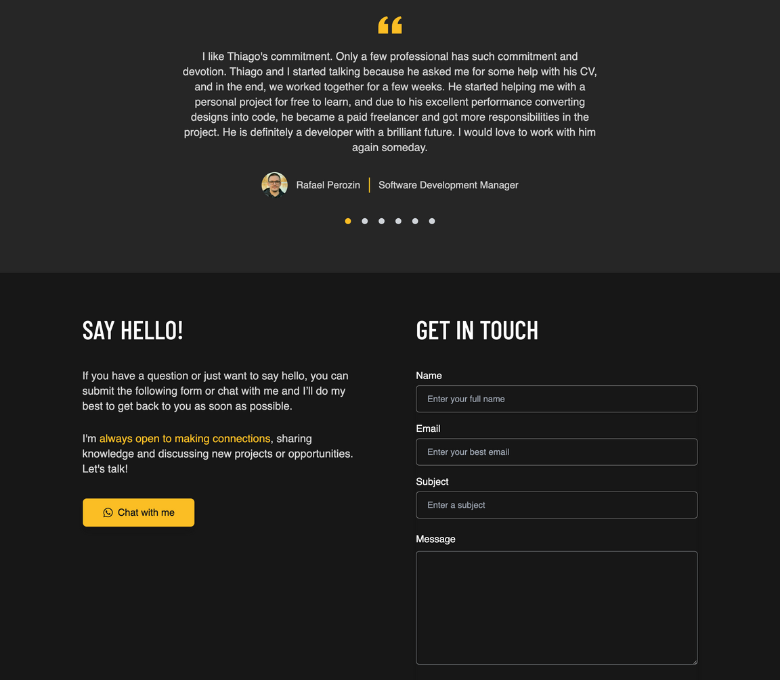 “
I like Thiago's commitment. Only a few professional has such commitment and
devotion. Thiago and I started talking because he asked me for some help with his CV,
and in the end, we worked together for a few weeks. He started helping me with a
personal project for free to learn, and due to his excellent performance converting
designs into code, he became a paid freelancer and got more responsibilities in the
project. He is definitely a developer with a brilliant future. I would love to work with him
again someday.
Rafael Perozin | Software Development Manager
SAY HELLO!
If you have a question or just want to say hello, you can
submit the following form or chat with me and I'll do my
best to get back to you as soon as possible.
I'm always open to making connections, sharing
knowledge and discussing new projects or opportunities.
Let's talk!
Chat with me
GET IN TOUCH
Name
Enter your full name
Email
Enter your best email
Subject
Enter a subject
Message